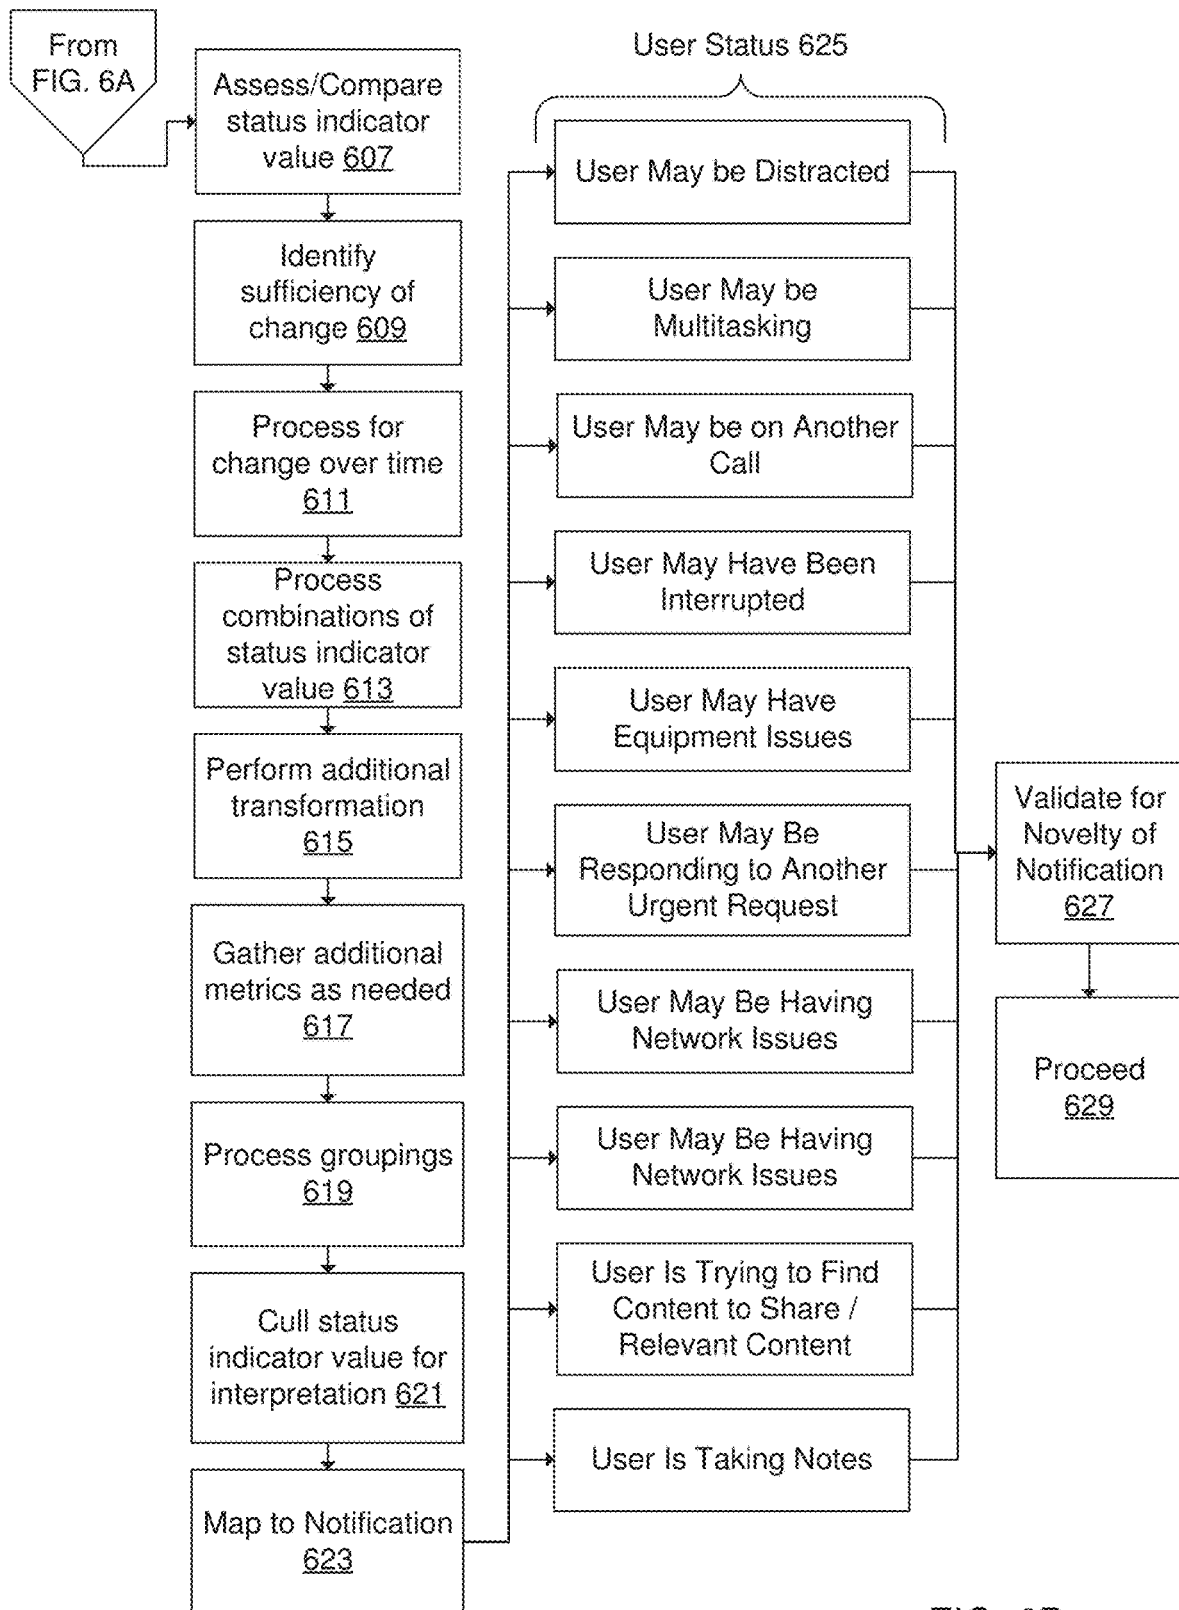 From
FIG. 6A
Assess/Compare
status indicator
value 607
Identify
sufficiency of
change 609
Process for
change over time
611
Process
combinations of
status indicator
value 613
Perform additional
transformation
615
Gather additional
metrics as needed
617
Process groupings
619
Cull status
indicator value for
interpretation 621
Map to Notification
623
User Status 625
User May be Distracted
User May be
Multitasking
User May be on Another
Call
User May Have Been
Interrupted
User May Have
Equipment Issues
User May Be
Responding to Another
Urgent Request
User May Be Having
Network Issues
User May Be Having
Network Issues
User Is Trying to Find
Content to Share /
Relevant Content
User Is Taking Notes
Validate for
Novelty of
Notification
627
Proceed
629